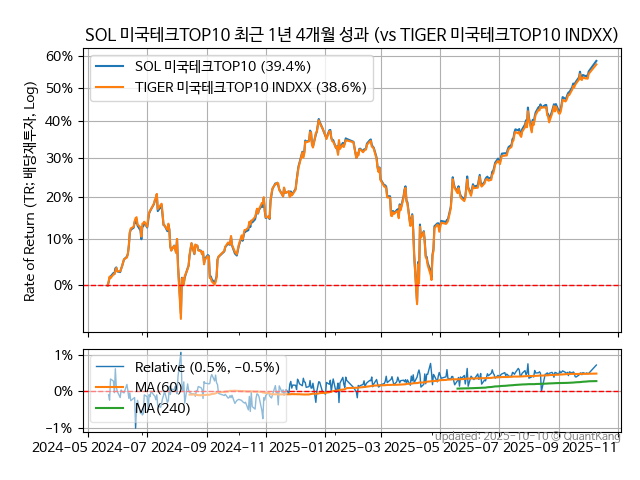 SOL 미국테크TOP10 최근 1년 4개월 성과 (vs TIGER 미국테크TOP10 INDXX)
Rate of Return (TR: 배당재투자, Log)
60%
50%
40%
30%
20%
10%
0%
SOL 미국테크TOP10 (39.4%)
TIGER 미국테크TOP10 INDXX (38.6%)
1%
0%
−1%
Relative (0.5%, −0.5%)
MA(60)
MA(240)
updated: 2025-10-10 © QuantKang
2024-05 2024-07 2024-09 2024-11 2025-01 2025-03 2025-05 2025-07 2025-09 2025-11